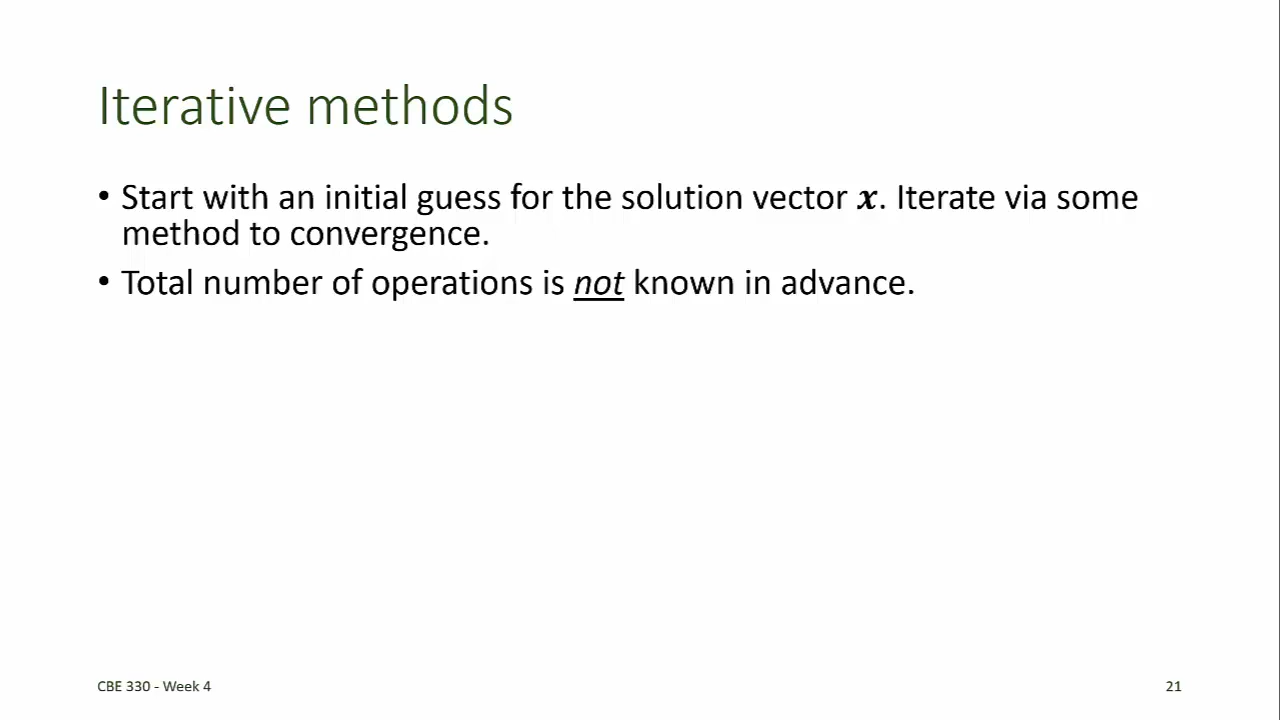 Iterative methods
• Start with an initial guess for the solution vector x. Iterate via some
method to convergence.
• Total number of operations is not known in advance.
CBE 330 - Week 4
21